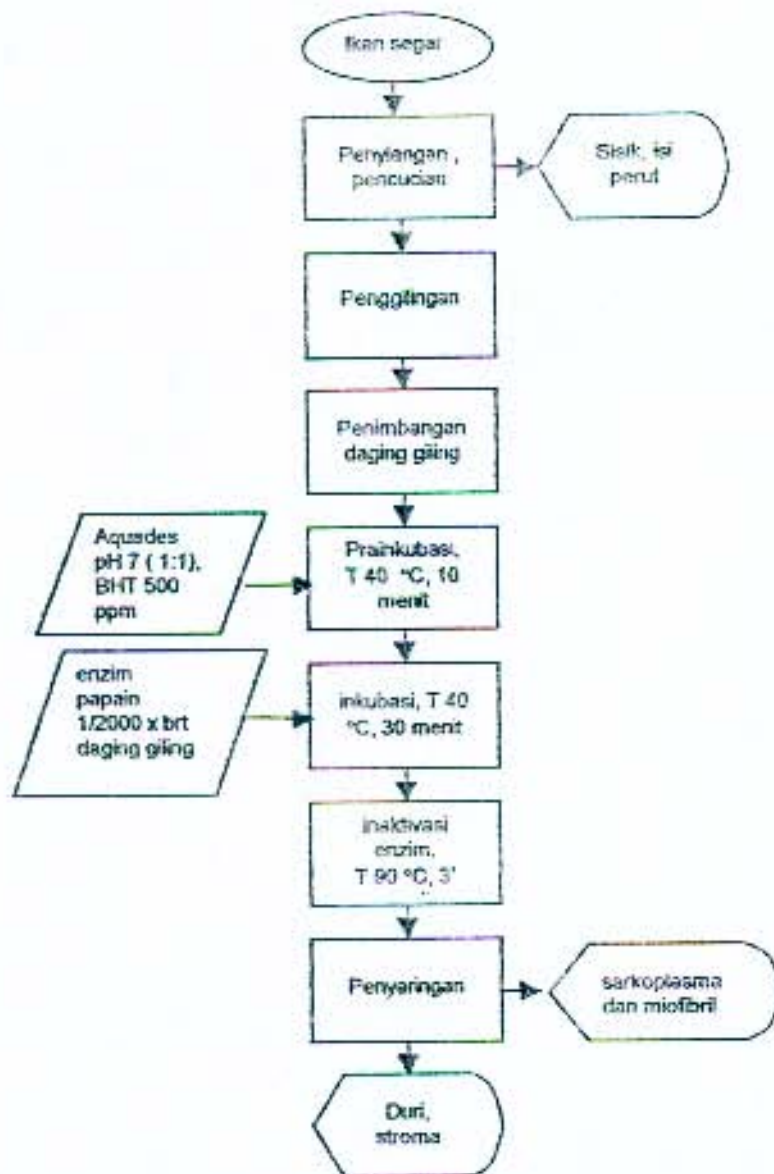 Ikan segar
Penyiangan ,
pencucian
Sisik, isi
perut
Penggilingan
Penimbangan
daging giling
Aquades
pH 7 ( 1:1),
BHT 500
ppm
Prainkubasi,
T 40 °C, 10
menit
enzim
papain
1/2000 x brt
daging giling
inkubasi, T 40
°C, 30 menit
inaktivasi
enzim,
T 90 °C, 3'
Penyaringan
sarkoplasma
dan miofibril
Duri,
stroma